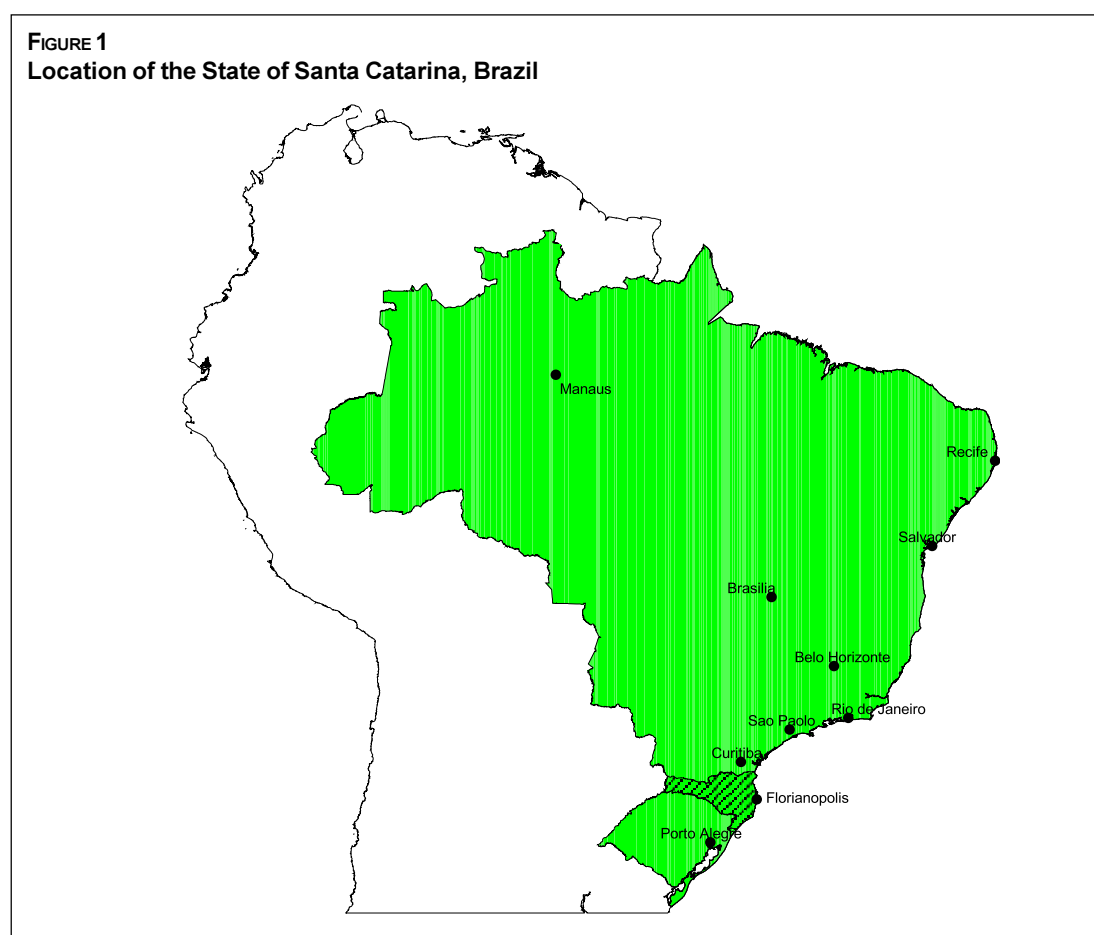 FIGURE 1
Location of the State of Santa Catarina, Brazil
Manaus
Recife
Salvador
Brasilia
Belo Horizonte
Rio de Janeiro
Sao Paolo
Curitiba
Florianopolis
Porto Alegre